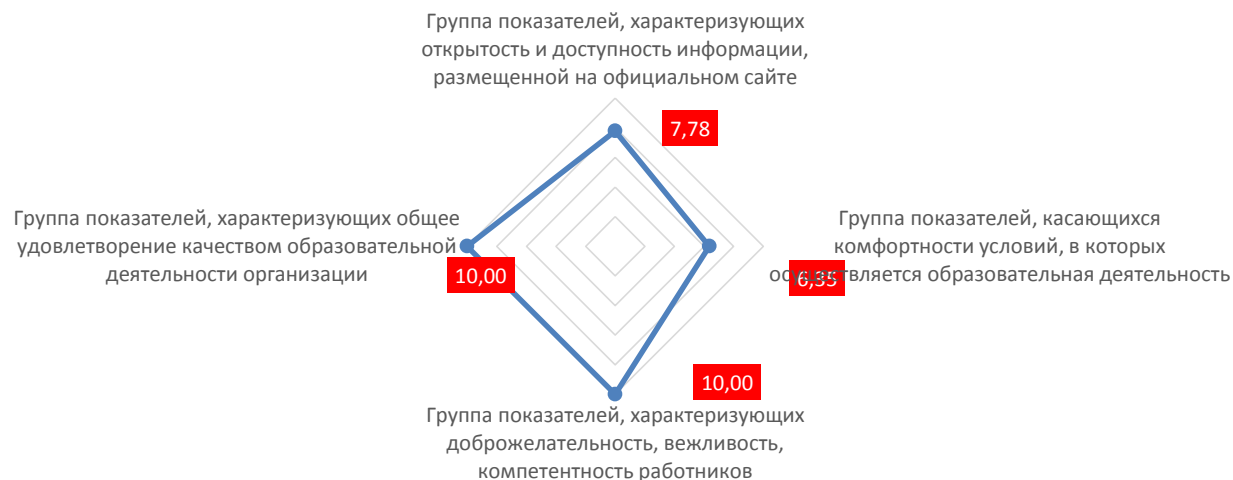 Группа показателей, характеризующих
открытость и доступность информации,
размещенной на официальном сайте
7,78
Группа показателей, характеризующих общее
удовлетворение качеством образовательной
деятельности организации
10,00
Группа показателей, касающихся
комфортности условий, в которых
осуществляется образовательная деятельность
6,35
10,00
Группа показателей, характеризующих
доброжелательность, вежливость,
компетентность работников